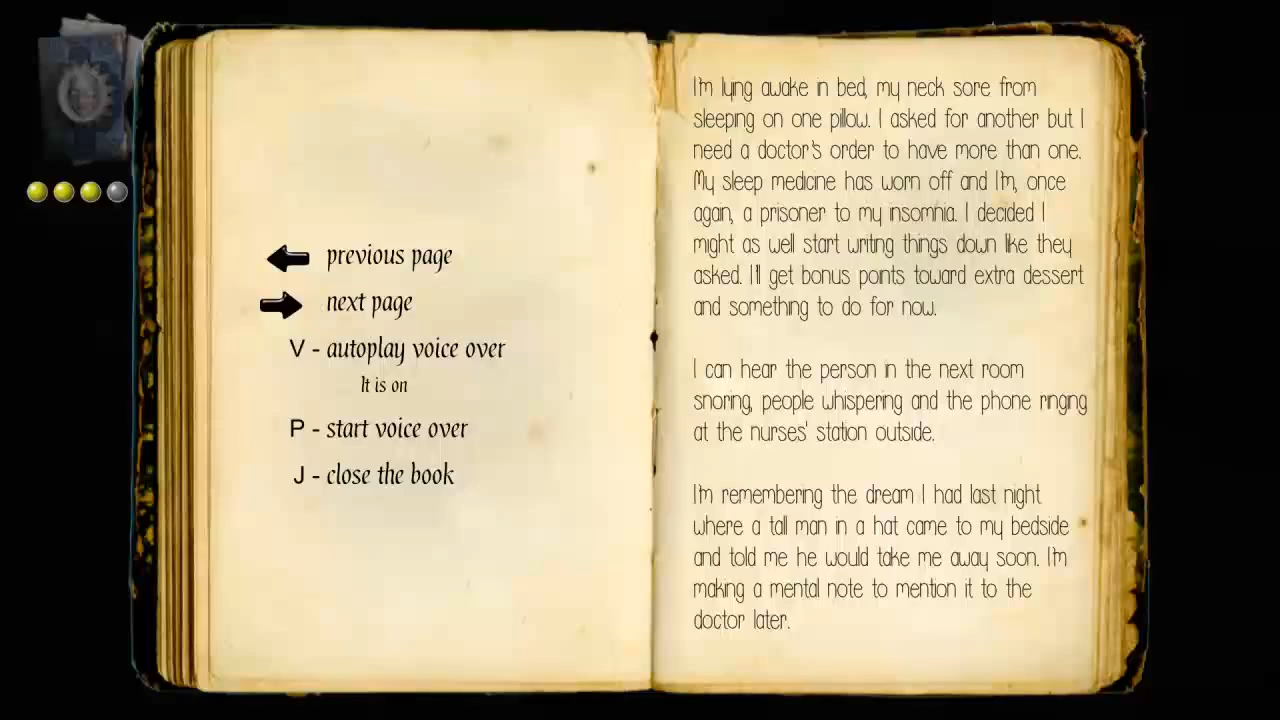 previous page
next page
V - autoplay voice over
It is on
P - start voice over
J - close the book
I'm lying awake in bed, my neck sore from
sleeping on one pillow. I asked for another but I
need a doctor's order to have more than one.
My sleep medicine has worn off and I'm, once
again, a prisoner to my insomnia. I decided I
might as well start writing things down like they
asked. I'll get bonus points toward extra dessert
and something to do for now.
I can hear the person in the next room
snoring, people whispering and the phone ringing
at the nurses' station outside.
I'm remembering the dream I had last night
where a tall man in a hat came to my bedside
and told me he would take me away soon. I'm
making a mental note to mention it to the
doctor later.